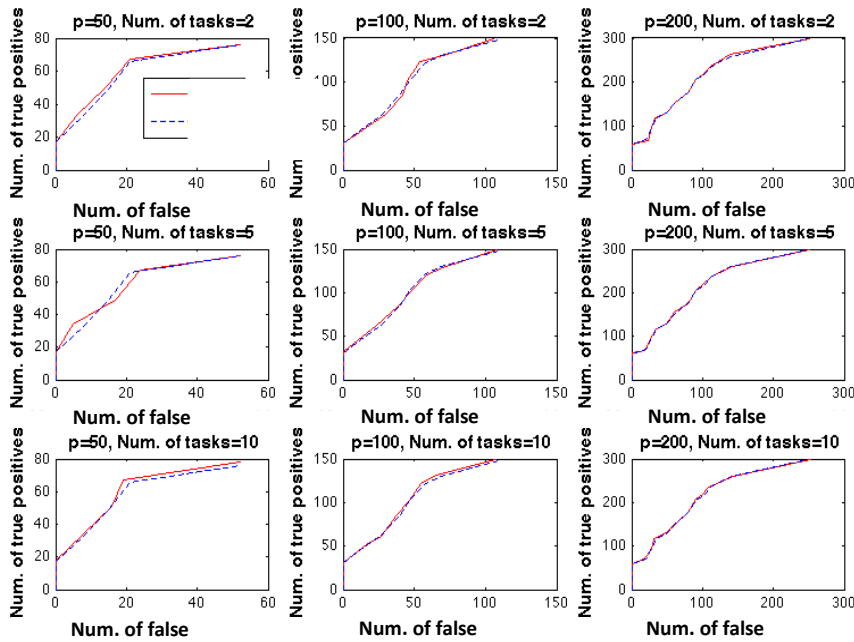 p=50, Num. of tasks=2
Num. of true positives
80
60
40
20
0
0
20
40
60
Num. of false
p=100, Num. of tasks=2
Num
. of true positives
150
100
50
0
0
50
100
150
Num. of false
p=200, Num. of tasks=2
Num. of true positives
300
200
100
0
0
100
200
300
Num. of false
p=50, Num. of tasks=5
Num. of true positives
80
60
40
20
0
0
20
40
60
Num. of false
p=100, Num. of tasks=5
Num. of true positives
150
100
50
0
0
50
100
150
Num. of false
p=200, Num. of tasks=5
Num. of true positives
300
200
100
0
0
100
200
300
Num. of false
p=50, Num. of tasks=10
Num. of true positives
80
60
40
20
0
0
20
40
60
Num. of false
p=100, Num. of tasks=10
Num. of true positives
150
100
50
0
0
50
100
150
Num. of false
p=200, Num. of tasks=10
Num. of true positives
300
200
100
0
0
100
200
300
Num. of false